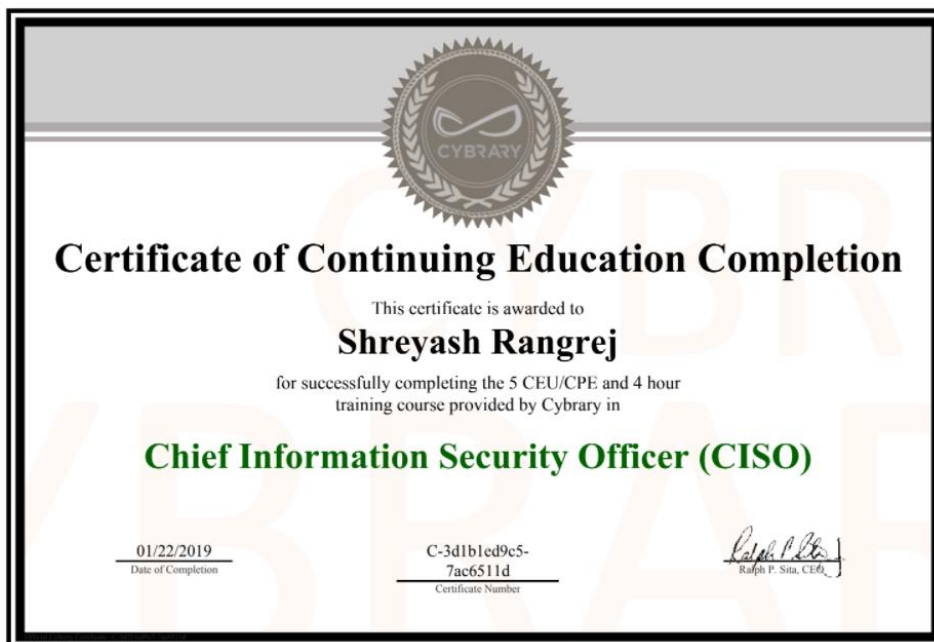 CYBRARY
Certificate of Continuing Education Completion
This certificate is awarded to
Shreyash Rangrej
for successfully completing the 5 CEU/CPE and 4 hour
training course provided by Cybrary in
Chief Information Security Officer (CISO)
01/22/2019
Date of Completion
C-3d1b1ed9c5-
7ac6511d
Certificate Number
Ralph P. Sita, CEO